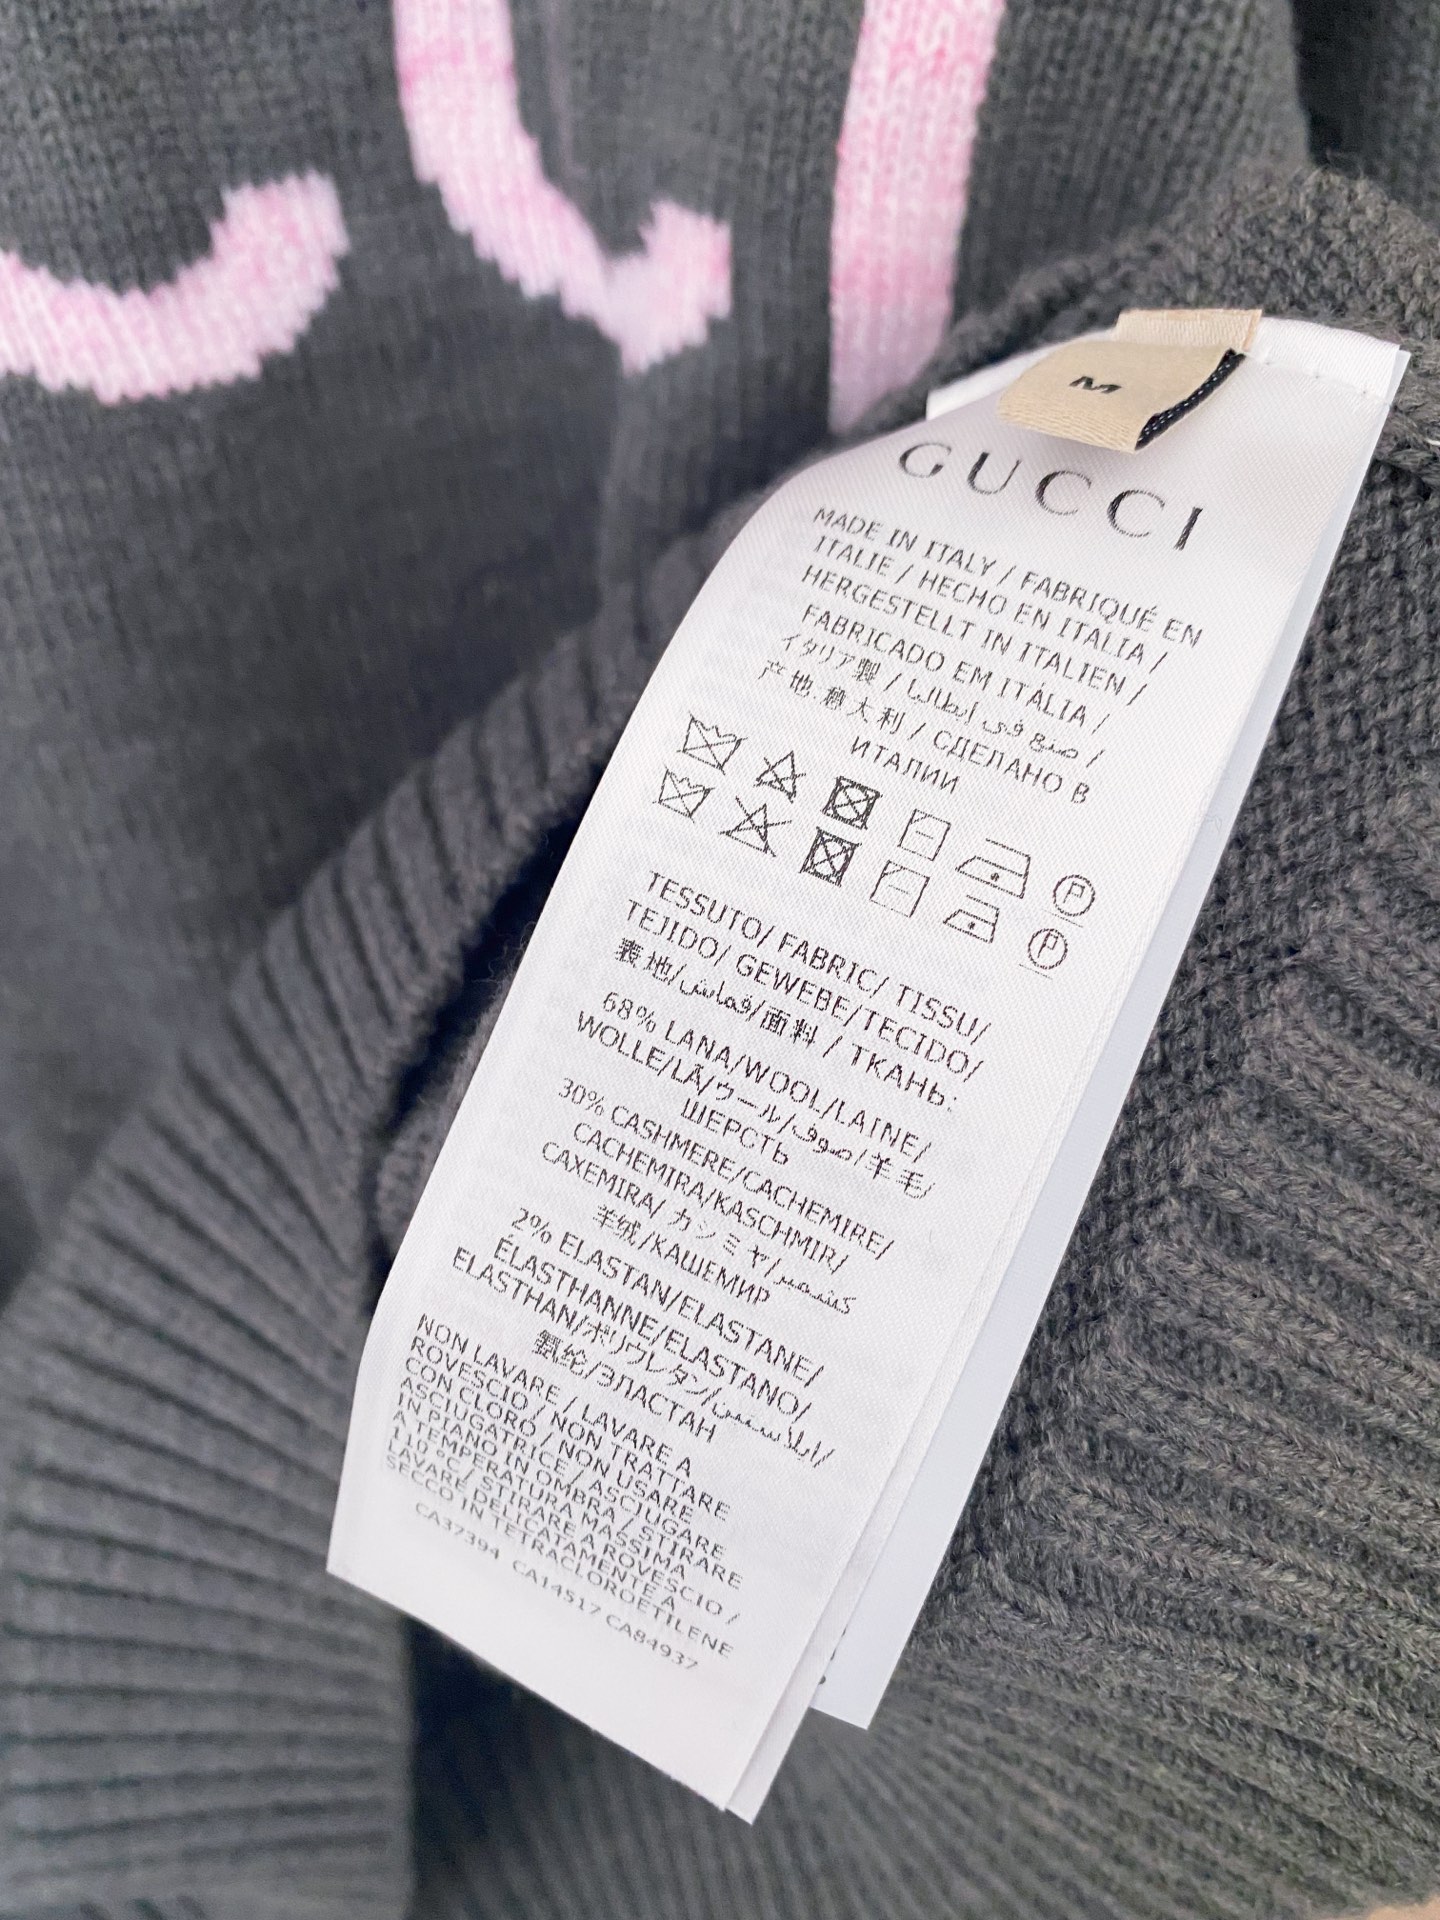 M
GUCCI
MADE IN ITALY / FABRIQUÉ EN
ITALIE / HECHO EN ITALIA /
HERGESTELLT IN ITALIEN /
FABRICADO EM ITÁLIA /
イタリア製 / صنع في ايطاليا /
产地.意大利 / СДЕЛАНО В
ИТАЛИИ
TESSUTO/ FABRIC/ TISSU/
TEJIDO/ GEWEBE/TECIDO/
表地/قماش/面料 / ТКАНЬ:
68% LANA/WOOL/LAINE/
WOLLE/LÃ/ウール/صوف/羊毛/
ШЕРСТЬ
30% CASHMERE/CACHEMIRE/
CACHEMIRA/KASCHMIR/
CAXEMIRA/ カシミヤ/كشمير
羊绒/КАШЕМИР
2% ELASTAN/ELASTANE/
ÉLASTHANNE/ELASTANO/
ELASTHAN/ポリウレタン/ايلاستين/
氨纶/ЭЛАСТАН
NON LAVARE / LAVARE A
ROVESCIO / NON TRATTARE
CON CLORO / NON USARE
ASCIUGATRICE / ASCIUGARE
IN PIANO IN OMBRA / STIRARE
A TEMPERATURA MASSIMA
110°C / STIRARE A ROVESCIO /
LAVARE DELICATAMENTE A
SECCO IN TETRACLOROETILENE
CA37394 CA14517 CA84937